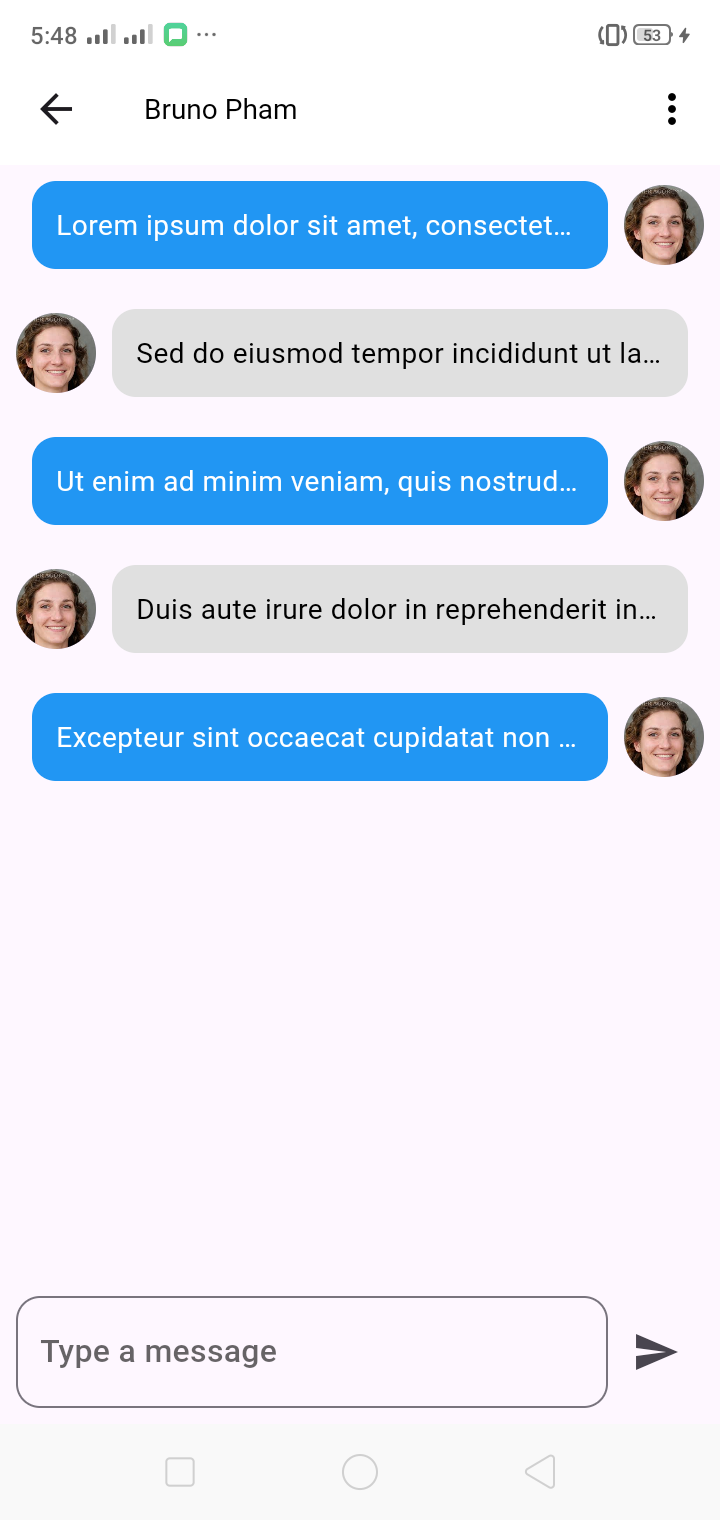 5:48
53
Bruno Pham
Lorem ipsum dolor sit amet, consectet...
Sed do eiusmod tempor incididunt ut la...
Ut enim ad minim veniam, quis nostrud...
Duis aute irure dolor in reprehenderit in...
Excepteur sint occaecat cupidatat non ...
Type a message